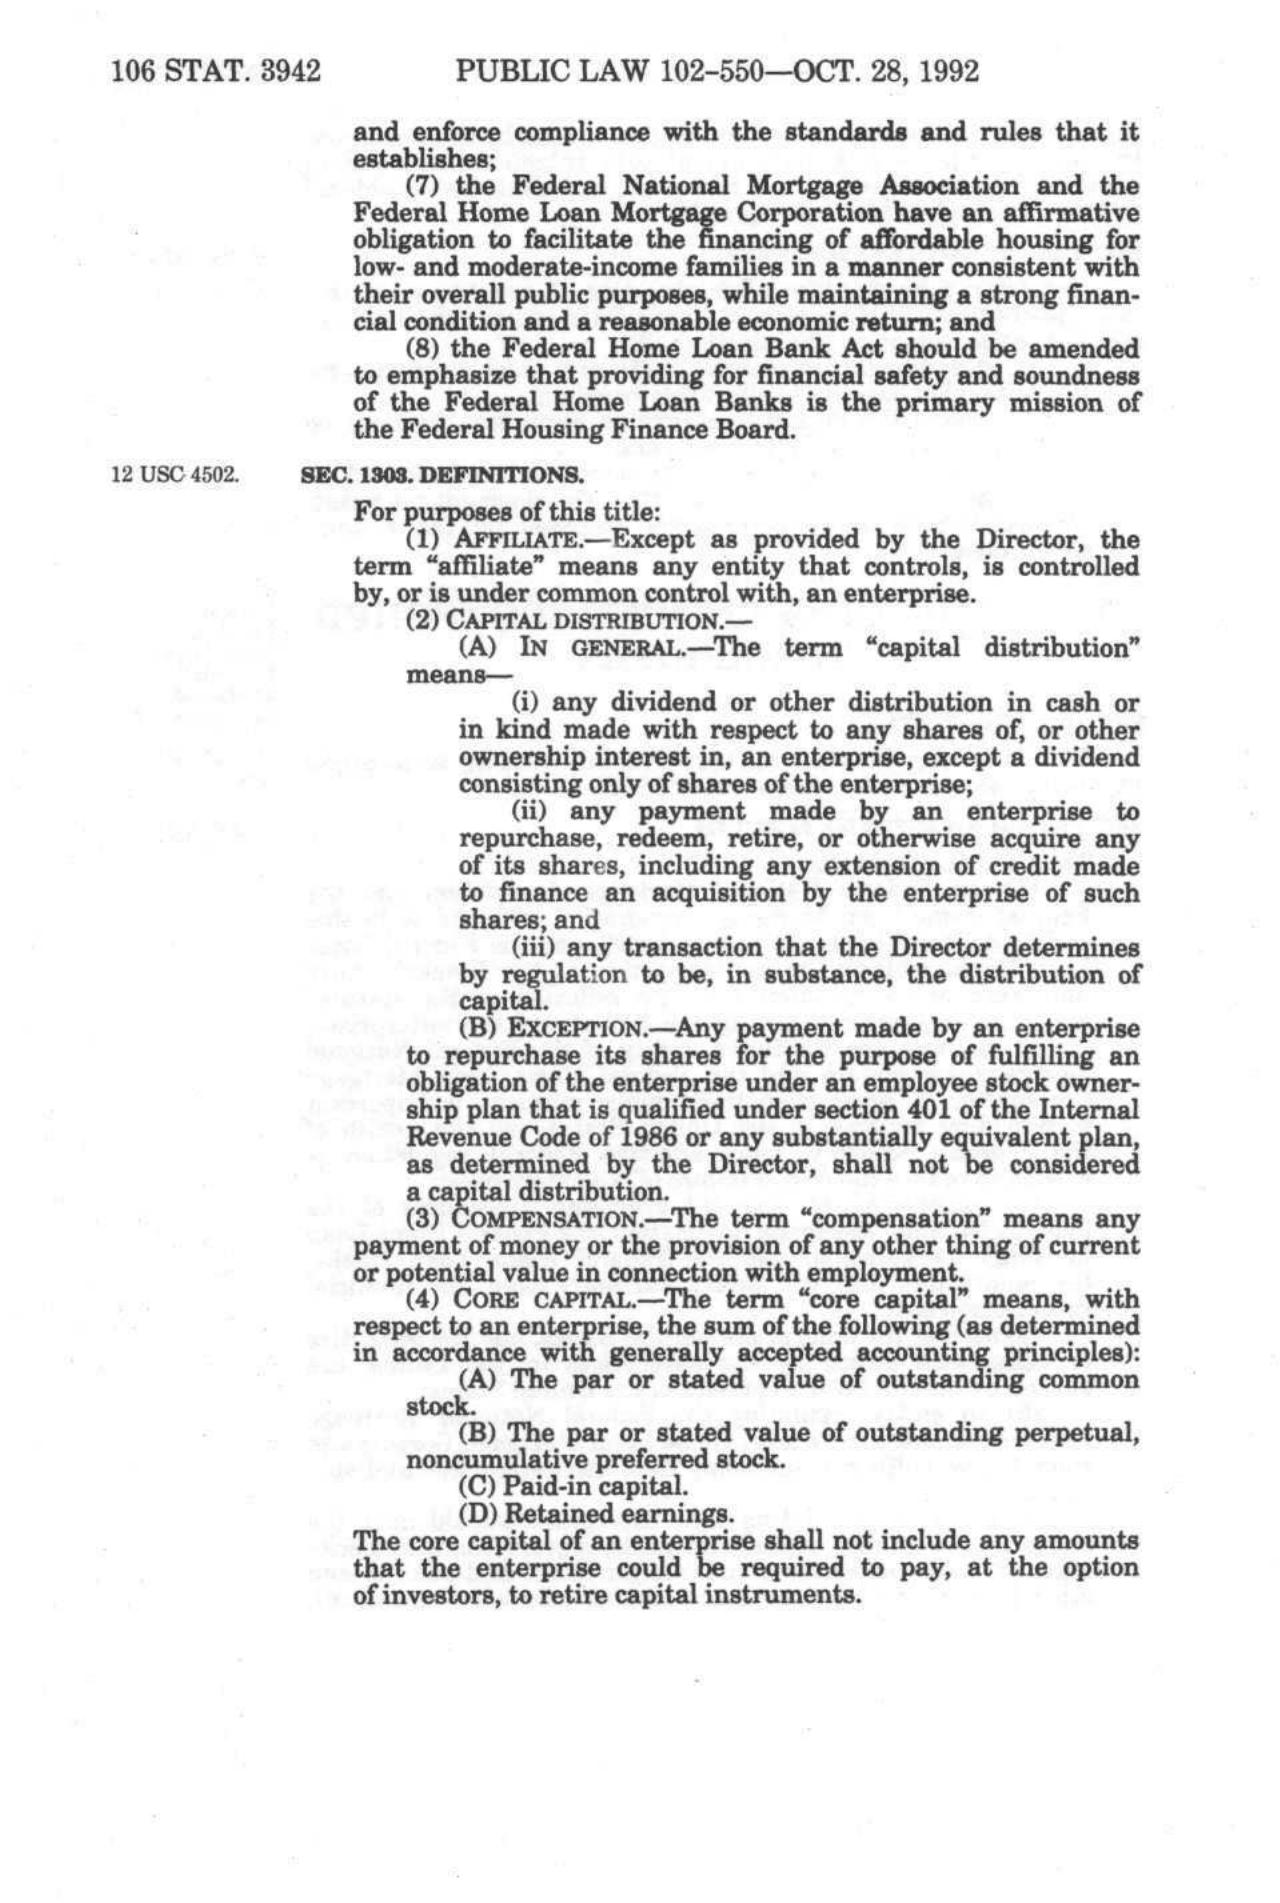 106 STAT. 3942 PUBLIC LAW 102-550—OCT. 28, 1992
and enforce compliance with the standards and rules that it
establishes;
(7) the Federal National Mortgage Association and the
Federal Home Loan Mortgage Corporation have an affirmative
obligation to facilitate the financing of affordable housing for
low- and moderate-income families in a manner consistent with
their overall public purposes, while maintaining a strong finan-
cial condition and a reasonable economic return; and
(8) the Federal Home Loan Bank Act should be amended
to emphasize that providing for financial safety and soundness
of the Federal Home Loan Banks is the primary mission of
the Federal Housing Finance Board.
12 USC 4502. SEC. 1303. DEFINITIONS.
For purposes of this title:
(1) AFFILIATE.—Except as provided by the Director, the
term “affiliate” means any entity that controls, is controlled
by, or is under common control with, an enterprise.
(2) CAPITAL DISTRIBUTION.—
(A) IN GENERAL.—The term “capital distribution”
means—
(i) any dividend or other distribution in cash or
in kind made with respect to any shares of, or other
ownership interest in, an enterprise, except a dividend
consisting only of shares of the enterprise;
(ii) any payment made by an enterprise to
repurchase, redeem, retire, or otherwise acquire any
of its shares, including any extension of credit made
to finance an acquisition by the enterprise of such
shares; and
(iii) any transaction that the Director determines
by regulation to be, in substance, the distribution of
capital.
(B) EXCEPTION.—Any payment made by an enterprise
to repurchase its shares for the purpose of fulfilling an
obligation of the enterprise under an employee stock owner-
ship plan that is qualified under section 401 of the Internal
Revenue Code of 1986 or any substantially equivalent plan,
as determined by the Director, shall not be considered
a capital distribution.
(3) COMPENSATION.—The term “compensation” means any
payment of money or the provision of any other thing of current
or potential value in connection with employment.
(4) CORE CAPITAL.—The term “core capital” means, with
respect to an enterprise, the sum of the following (as determined
in accordance with generally accepted accounting principles):
(A) The par or stated value of outstanding common
stock.
(B) The par or stated value of outstanding perpetual,
noncumulative preferred stock.
(C) Paid-in capital.
(D) Retained earnings.
The core capital of an enterprise shall not include any amounts
that the enterprise could be required to pay, at the option
of investors, to retire capital instruments.